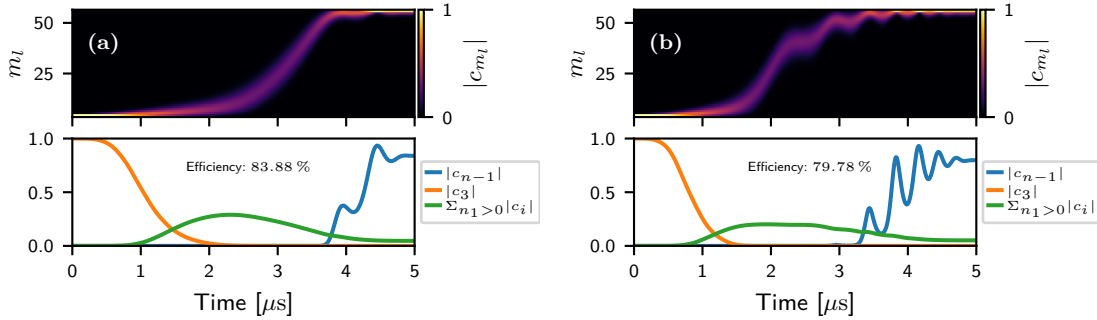 (a)
50
25
m_l
1
0
|c_{m_l}|
1.0
0.5
0.0
Efficiency: 83.88 %
|c_{n−1}|
|c_3|
Σ_{n_1>0}|c_i|
0 1 2 3 4 5
Time [μs]
(b)
50
25
m_l
1
0
|c_{m_l}|
1.0
0.5
0.0
Efficiency: 79.78 %
|c_{n−1}|
|c_3|
Σ_{n_1>0}|c_i|
0 1 2 3 4 5
Time [μs]